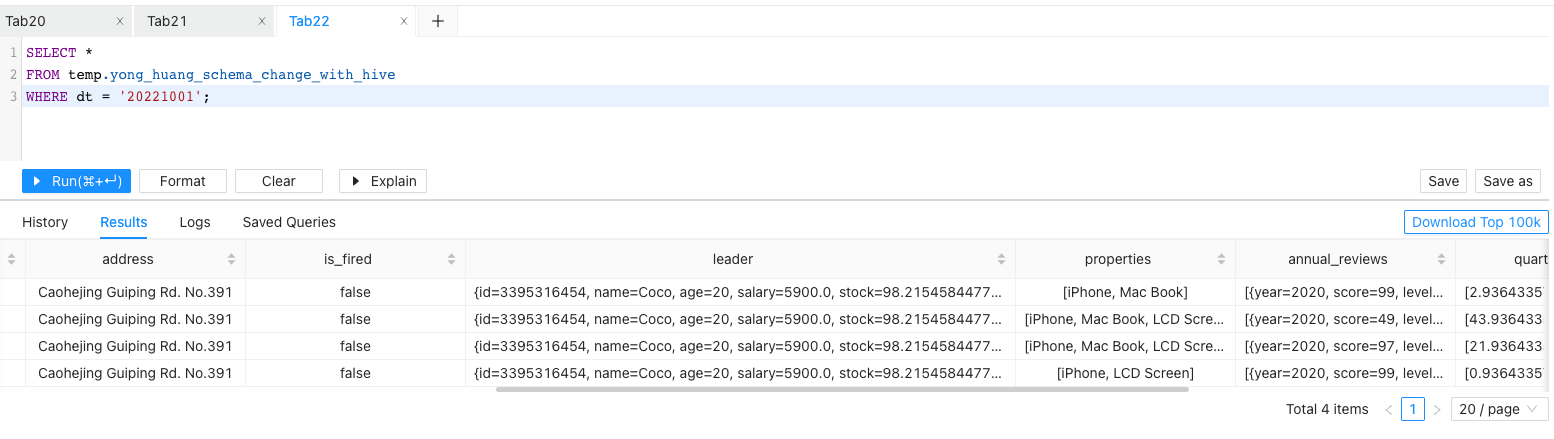 Tab20 x Tab21 x Tab22 x +
1 SELECT *
2 FROM temp.yong_huang_schema_change_with_hive
3 WHERE dt = '20221001';
Run(⌘+↵) Format Clear Explain Save Save as
History Results Logs Saved Queries Download Top 100k
address is_fired leader properties annual_reviews quart
Caohejing Guiping Rd. No.391 false {id=3395316454, name=Coco, age=20, salary=5900.0, stock=98.2154584477... [iPhone, Mac Book] [{year=2020, score=99, level... [2.9364335
Caohejing Guiping Rd. No.391 false {id=3395316454, name=Coco, age=20, salary=5900.0, stock=98.2154584477... [iPhone, Mac Book, LCD Scre... [{year=2020, score=49, level... [43.936433
Caohejing Guiping Rd. No.391 false {id=3395316454, name=Coco, age=20, salary=5900.0, stock=98.2154584477... [iPhone, Mac Book, LCD Scre... [{year=2020, score=97, level... [21.936433
Caohejing Guiping Rd. No.391 false {id=3395316454, name=Coco, age=20, salary=5900.0, stock=98.2154584477... [iPhone, LCD Screen] [{year=2020, score=99, level... [0.9364335
Total 4 items < 1 > 20 / page